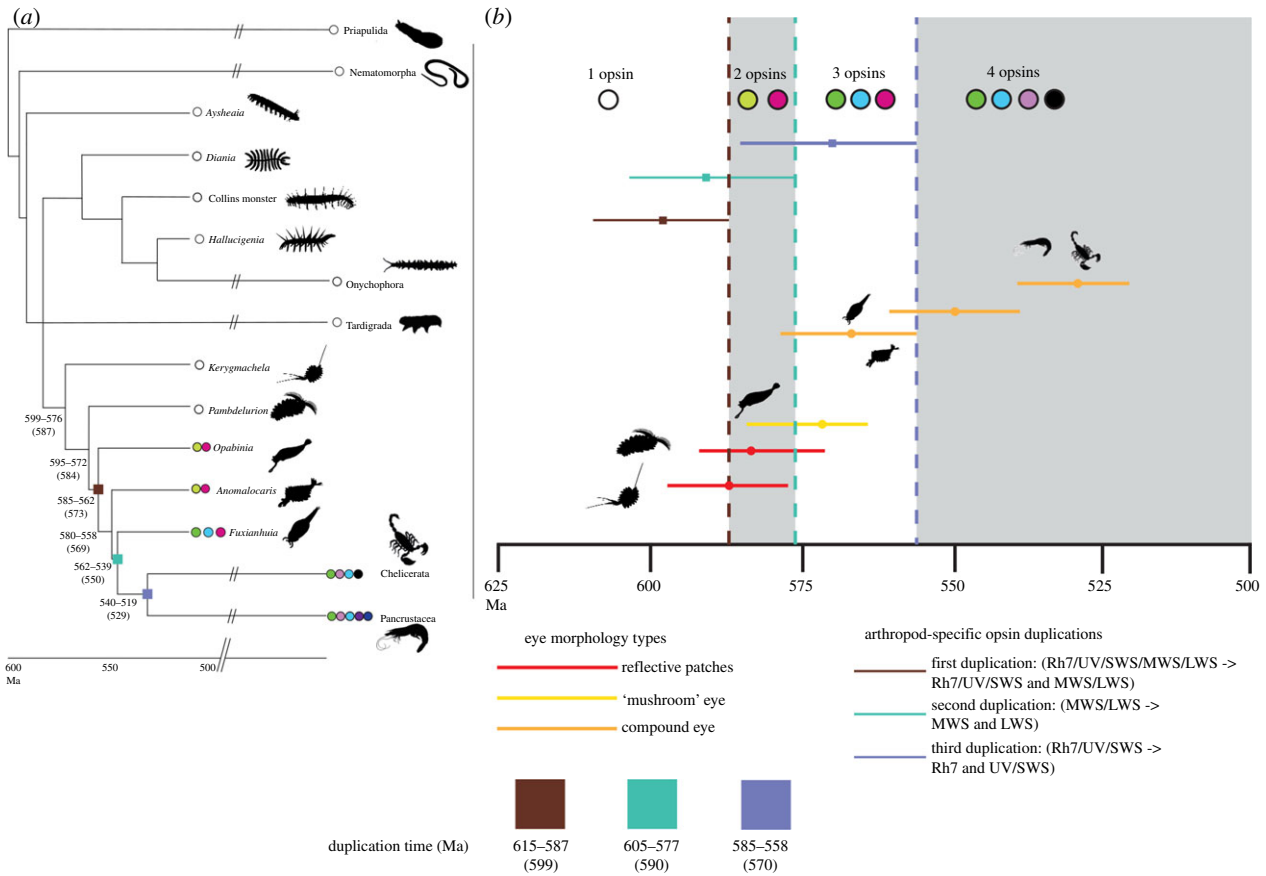 (a)
Priapulida
Nematomorpha
Aysheaia
Diania
Collins monster
Hallucigenia
Onychophora
Tardigrada
Kerygmachela
599–576
(587)
Pambdelurion
595–572
(584)
Opabinia
585–562
(573)
Anomalocaris
580–558
(569)
Fuxianhuia
562–539
(550)
Chelicerata
540–519
(529)
Pancrustacea
600
Ma
550
500
(b)
1 opsin
2 opsins
3 opsins
4 opsins
625
Ma
600
575
550
525
500
eye morphology types
reflective patches
‘mushroom’ eye
compound eye
arthropod-specific opsin duplications
first duplication: (Rh7/UV/SWS/MWS/LWS ->
Rh7/UV/SWS and MWS/LWS)
second duplication: (MWS/LWS ->
MWS and LWS)
third duplication: (Rh7/UV/SWS ->
Rh7 and UV/SWS)
duplication time (Ma)
615–587
(599)
605–577
(590)
585–558
(570)